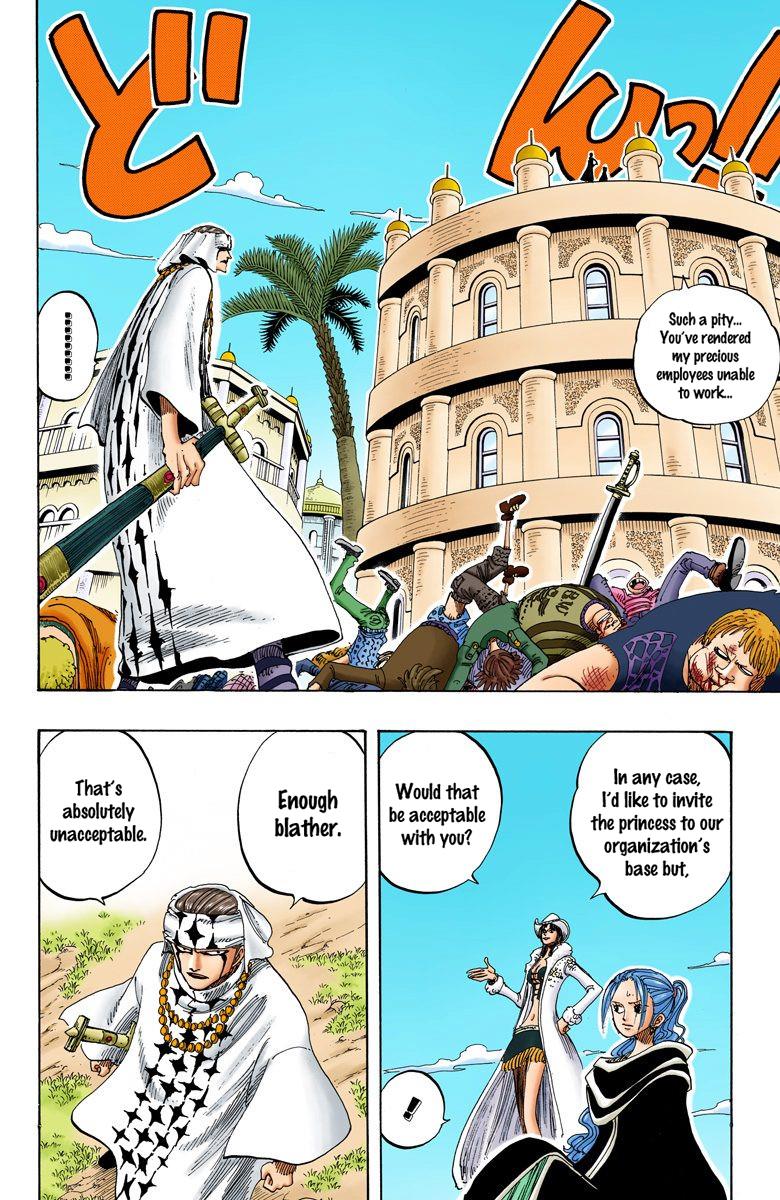 どんっ!!
Such a pity...
You've rendered
my precious
employees unable
to work...
!!!!!!!!
In any case,
I'd like to invite
the princess to our
organization's
base but,
Would that
be acceptable
with you?
!
Enough
blather.
That's
absolutely
unacceptable.
B.W